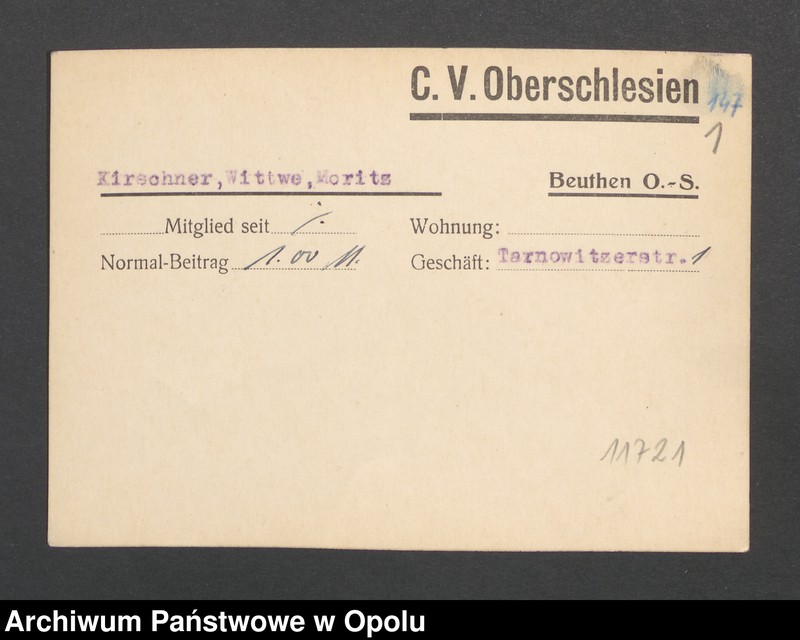 C. V. Oberschlesien
147
1
Kirschner,Wittwe,Moritz
Beuthen O.-S.
Mitglied seit
Wohnung:
Normal-Beitrag 1.00 M.
Geschäft: Tarnowitzerstr. 1
11721
Archiwum Państwowe w Opolu